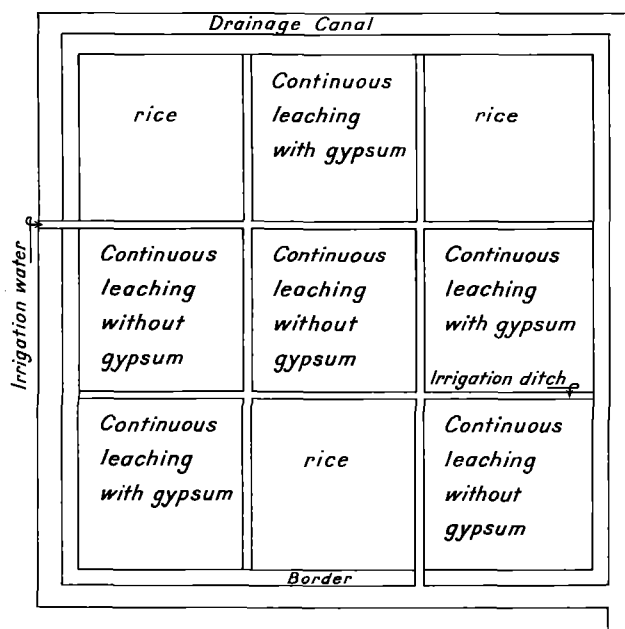 Drainage Canal
rice
Continuous
leaching
with gypsum
rice
Irrigation water
Continuous
leaching
without
gypsum
Continuous
leaching
without
gypsum
Continuous
leaching
with gypsum
Irrigation ditch
Continuous
leaching
with gypsum
rice
Continuous
leaching
without
gypsum
Border